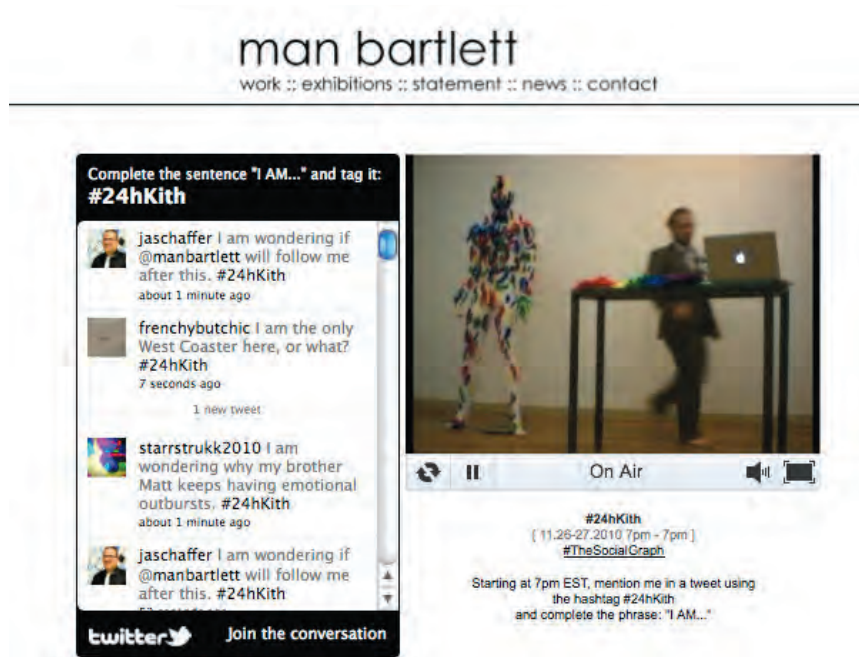 man bartlett
work :: exhibitions :: statement :: news :: contact
Complete the sentence "I AM..." and tag it:
#24hKith
jaschaffer I am wondering if
@manbartlett will follow me
after this. #24hKith
about 1 minute ago
frenchybutchic I am the only
West Coaster here, or what?
#24hKith
7 seconds ago
1 new tweet
starrstrukk2010 I am
wondering why my brother
Matt keeps having emotional
outbursts. #24hKith
about 1 minute ago
jaschaffer I am wondering if
@manbartlett will follow me
after this. #24hKith
twitter
Join the conversation
On Air
#24hKith
[ 11.26-27.2010 7pm - 7pm ]
#TheSocialGraph
Starting at 7pm EST, mention me in a tweet using
the hashtag #24hKith
and complete the phrase: "I AM..."